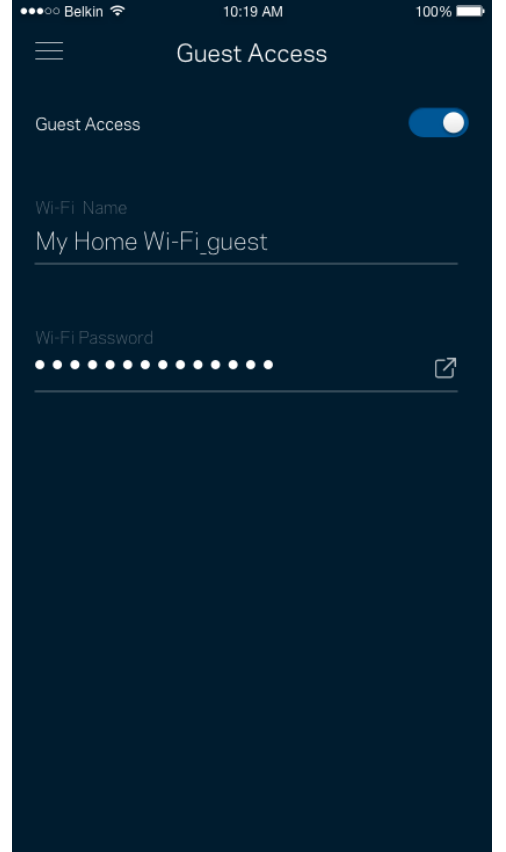 Belkin 10:19 AM 100%
Guest Access
Guest Access
Wi-Fi Name
My Home Wi-Fi_guest
Wi-Fi Password
●●●●●●●●●●●●●●